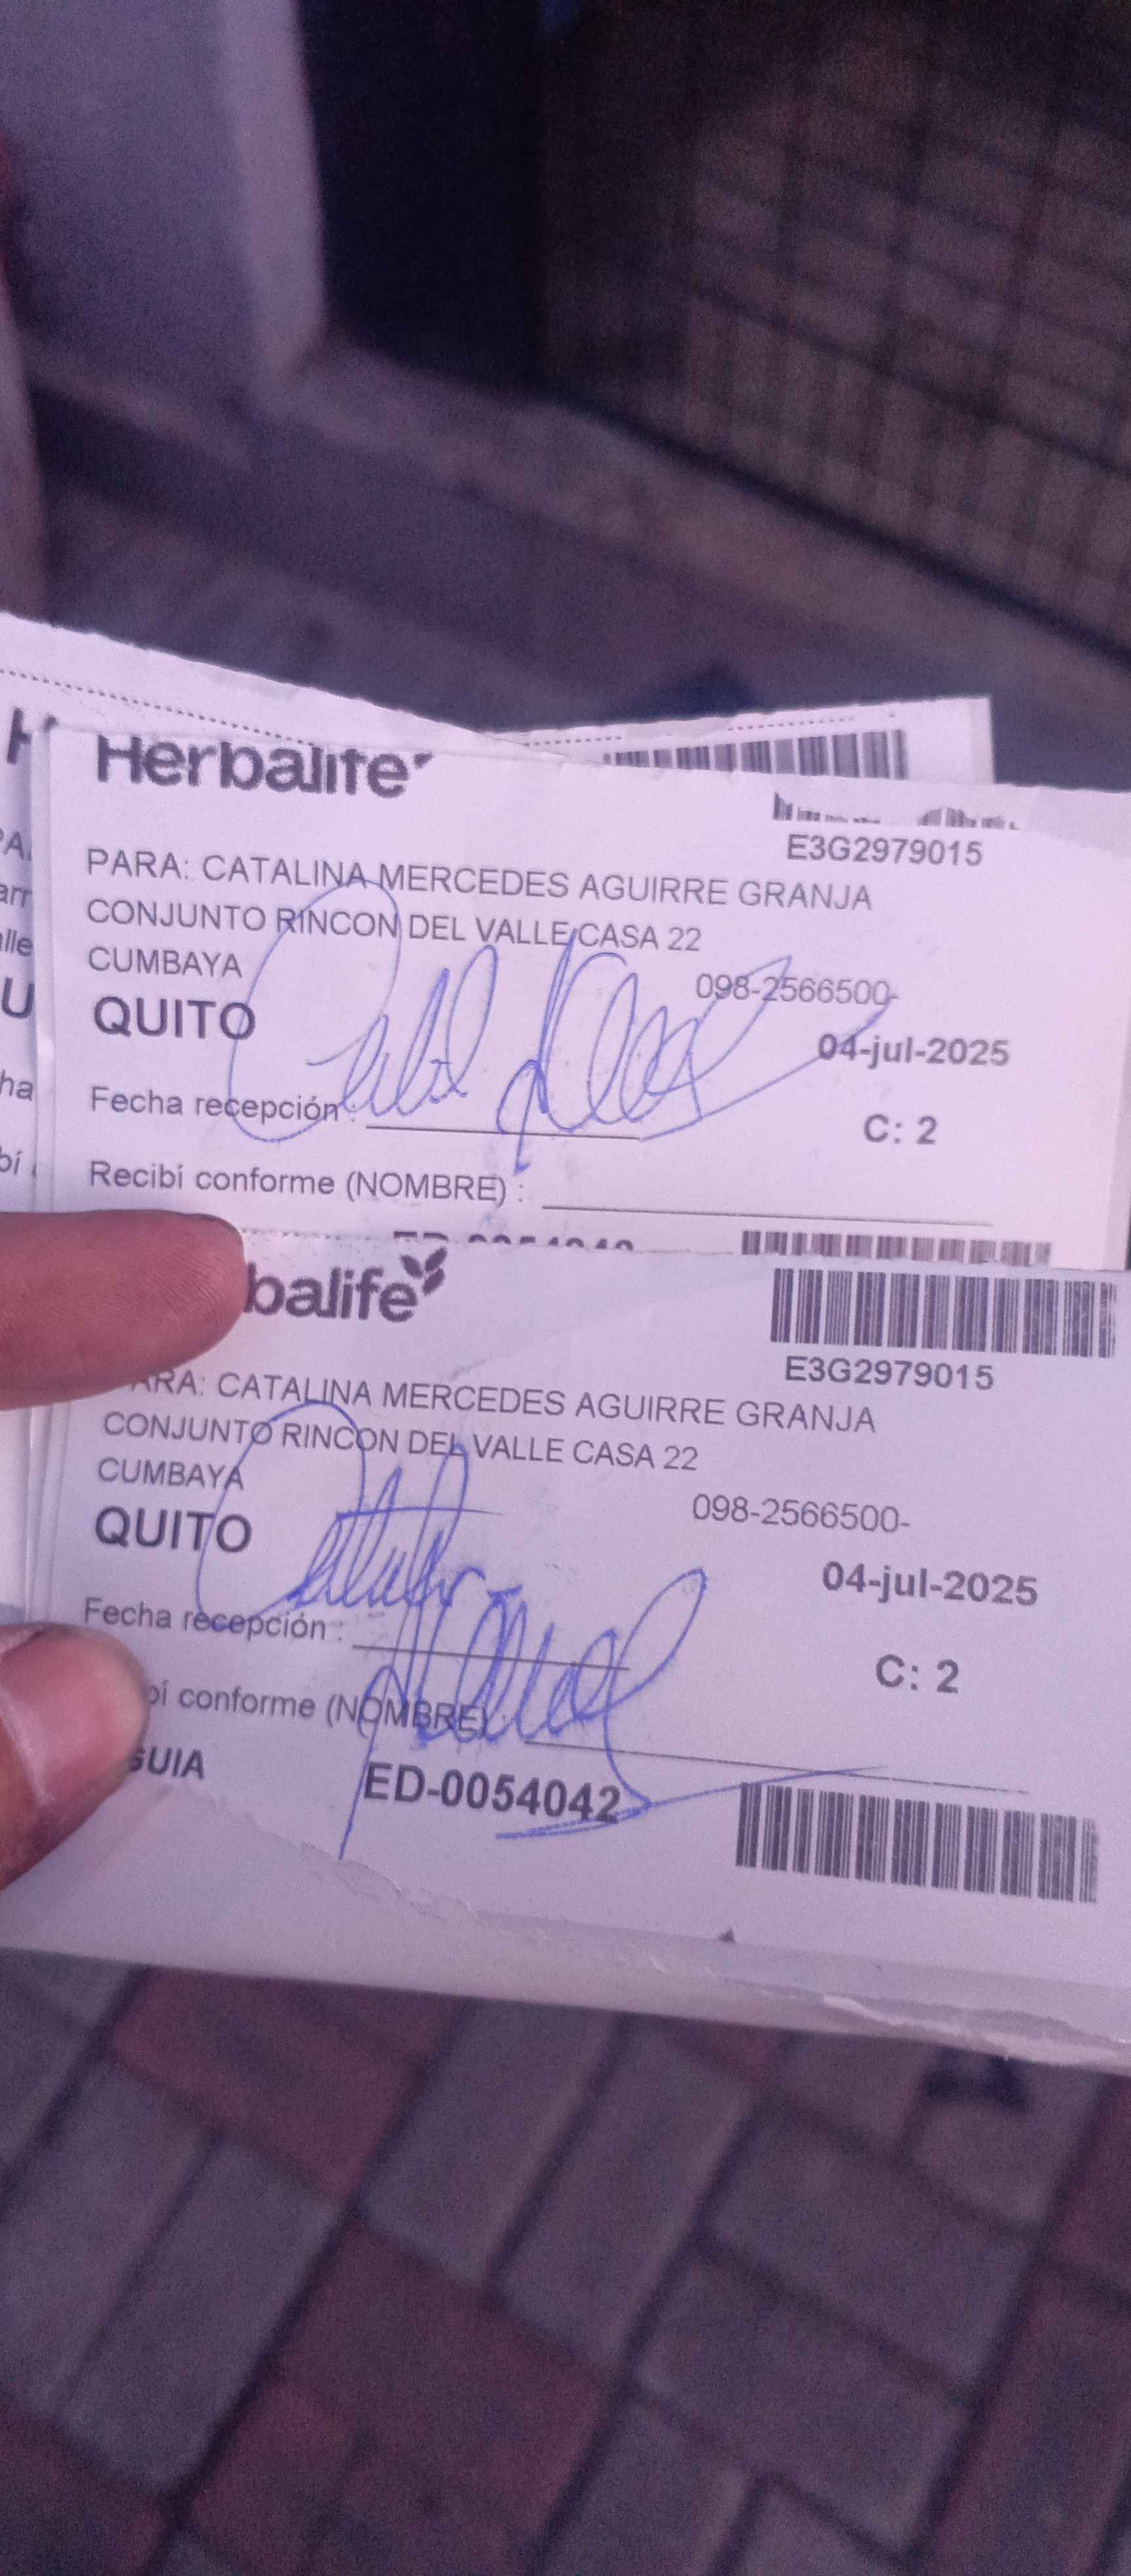 Herbalife
E3G2979015
PARA: CATALINA MERCEDES AGUIRRE GRANJA
CONJUNTO RINCON DEL VALLE CASA 22
CUMBAYA
098-2566500-
QUITO
04-jul-2025
Fecha recepción :
C: 2
Recibí conforme (NOMBRE) :
balife
E3G2979015
ARA: CATALINA MERCEDES AGUIRRE GRANJA
CONJUNTO RINCON DEL VALLE CASA 22
CUMBAYA
098-2566500-
QUITO
04-jul-2025
Fecha recepción :
C: 2
bí conforme (NOMBRE) :
GUIA ED-0054042